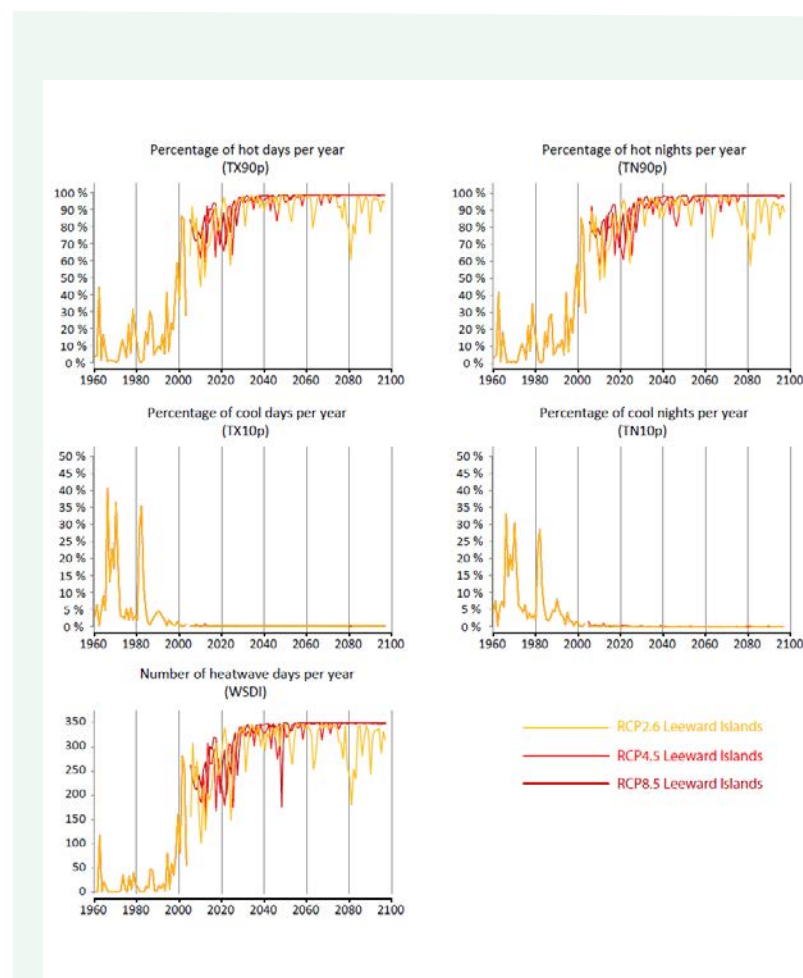 Percentage of hot days per year
(TX90p)
100 %
90 %
80 %
70 %
60 %
50 %
40 %
30 %
20 %
10 %
0 %
1960 1980 2000 2020 2040 2060 2080 2100
Percentage of hot nights per year
(TN90p)
100 %
90 %
80 %
70 %
60 %
50 %
40 %
30 %
20 %
10 %
0 %
1960 1980 2000 2020 2040 2060 2080 2100
Percentage of cool days per year
(TX10p)
50 %
45 %
40 %
35 %
30 %
25 %
20 %
15 %
10 %
5 %
0 %
1960 1980 2000 2020 2040 2060 2080 2100
Percentage of cool nights per year
(TN10p)
50 %
45 %
40 %
35 %
30 %
25 %
20 %
15 %
10 %
5 %
0 %
1960 1980 2000 2020 2040 2060 2080 2100
Number of heatwave days per year
(WSDI)
350
300
250
200
150
100
50
0
1960 1980 2000 2020 2040 2060 2080 2100
RCP2.6 Leeward Islands
RCP4.5 Leeward Islands
RCP8.5 Leeward Islands